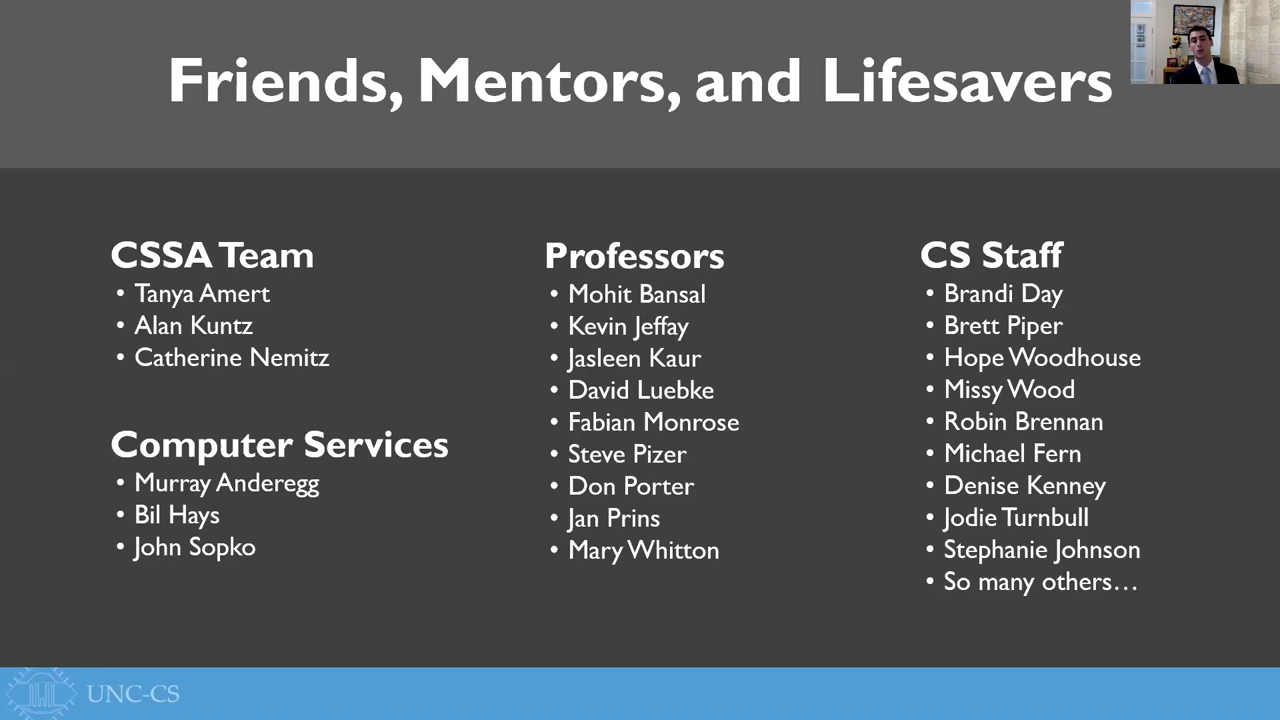 Friends, Mentors, and Lifesavers
CSSA Team
• Tanya Amert
• Alan Kuntz
• Catherine Nemitz
Computer Services
• Murray Anderegg
• Bil Hays
• John Sopko
Professors
• Mohit Bansal
• Kevin Jeffay
• Jasleen Kaur
• David Luebke
• Fabian Monrose
• Steve Pizer
• Don Porter
• Jan Prins
• Mary Whitton
CS Staff
• Brandi Day
• Brett Piper
• Hope Woodhouse
• Missy Wood
• Robin Brennan
• Michael Fern
• Denise Kenney
• Jodie Turnbull
• Stephanie Johnson
• So many others…
UNC-CS